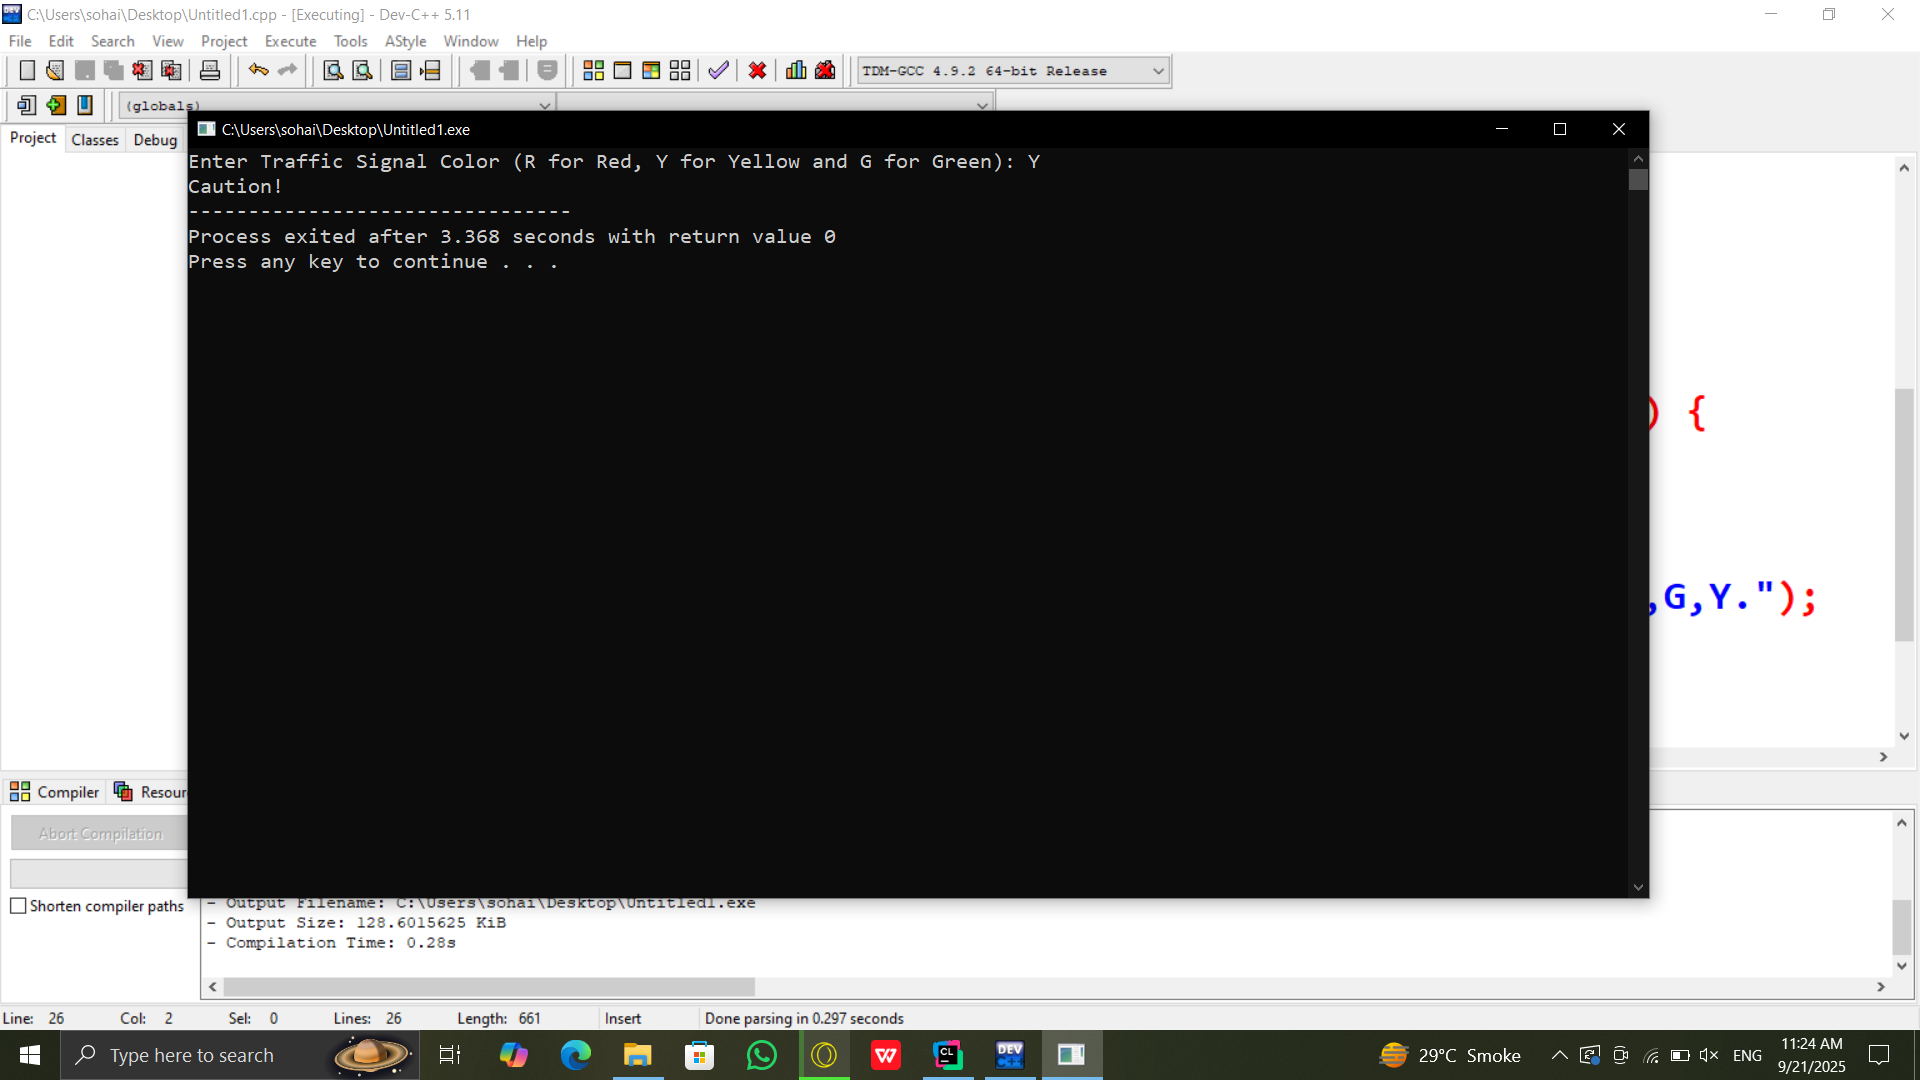 C:\Users\sohai\Desktop\Untitled1.cpp - [Executing] - Dev-C++ 5.11
File Edit Search View Project Execute Tools AStyle Window Help
TDM-GCC 4.9.2 64-bit Release
(globals)
Project Classes Debug
C:\Users\sohai\Desktop\Untitled1.exe
Enter Traffic Signal Color (R for Red, Y for Yellow and G for Green): Y
Caution!
--------------------------------
Process exited after 3.368 seconds with return value 0
Press any key to continue . . .
) {
,G,Y.");
Compiler
Abort Compilation
Shorten compiler paths
- Output Filename: C:\Users\sohai\Desktop\Untitled1.exe
- Output Size: 128.6015625 KiB
- Compilation Time: 0.28s
Line: 26 Col: 2 Sel: 0 Lines: 26 Length: 661 Insert Done parsing in 0.297 seconds
Type here to search
DEV C++
CL
29°C Smoke
ENG
11:24 AM
9/21/2025